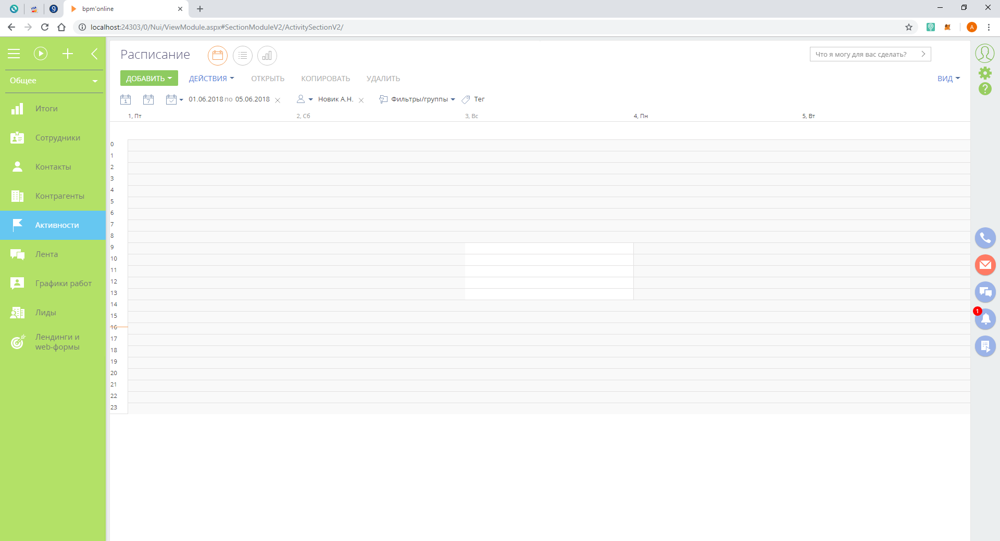 bpm'online
localhost:24303/0/Nui/ViewModule.aspx#SectionModuleV2/ActivitySectionV2/
A
Расписание
Что я могу для вас сделать?
Общее
ДОБАВИТЬ ДЕЙСТВИЯ ОТКРЫТЬ КОПИРОВАТЬ УДАЛИТЬ ВИД
1 7 01.06.2018 по 05.06.2018 Новик А.Н. Фильтры/группы Тег
1, Пт 2, Сб 3, Вс 4, Пн 5, Вт
Итоги
Сотрудники
Контакты
Контрагенты
Активности
Лента
Графики работ
Лиды
Лендинги и
web-формы
0
1
2
3
4
5
6
7
8
9
10
11
12
13
14
15
16
17
18
19
20
21
22
23
?
1